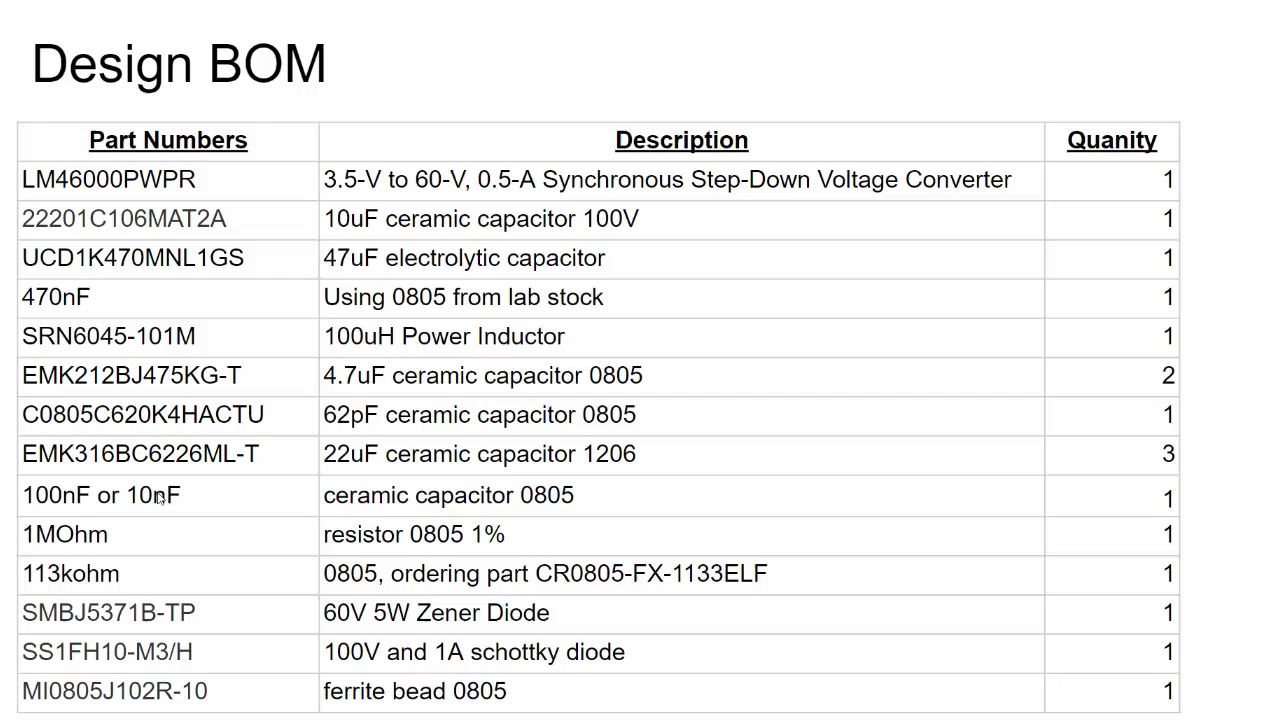 Design BOM
Part Numbers Description Quanity
LM46000PWPR 3.5-V to 60-V, 0.5-A Synchronous Step-Down Voltage Converter 1
22201C106MAT2A 10uF ceramic capacitor 100V 1
UCD1K470MNL1GS 47uF electrolytic capacitor 1
470nF Using 0805 from lab stock 1
SRN6045-101M 100uH Power Inductor 1
EMK212BJ475KG-T 4.7uF ceramic capacitor 0805 2
C0805C620K4HACTU 62pF ceramic capacitor 0805 1
EMK316BC6226ML-T 22uF ceramic capacitor 1206 3
100nF or 10nF ceramic capacitor 0805 1
1MOhm resistor 0805 1% 1
113kohm 0805, ordering part CR0805-FX-1133ELF 1
SMBJ5371B-TP 60V 5W Zener Diode 1
SS1FH10-M3/H 100V and 1A schottky diode 1
MI0805J102R-10 ferrite bead 0805 1